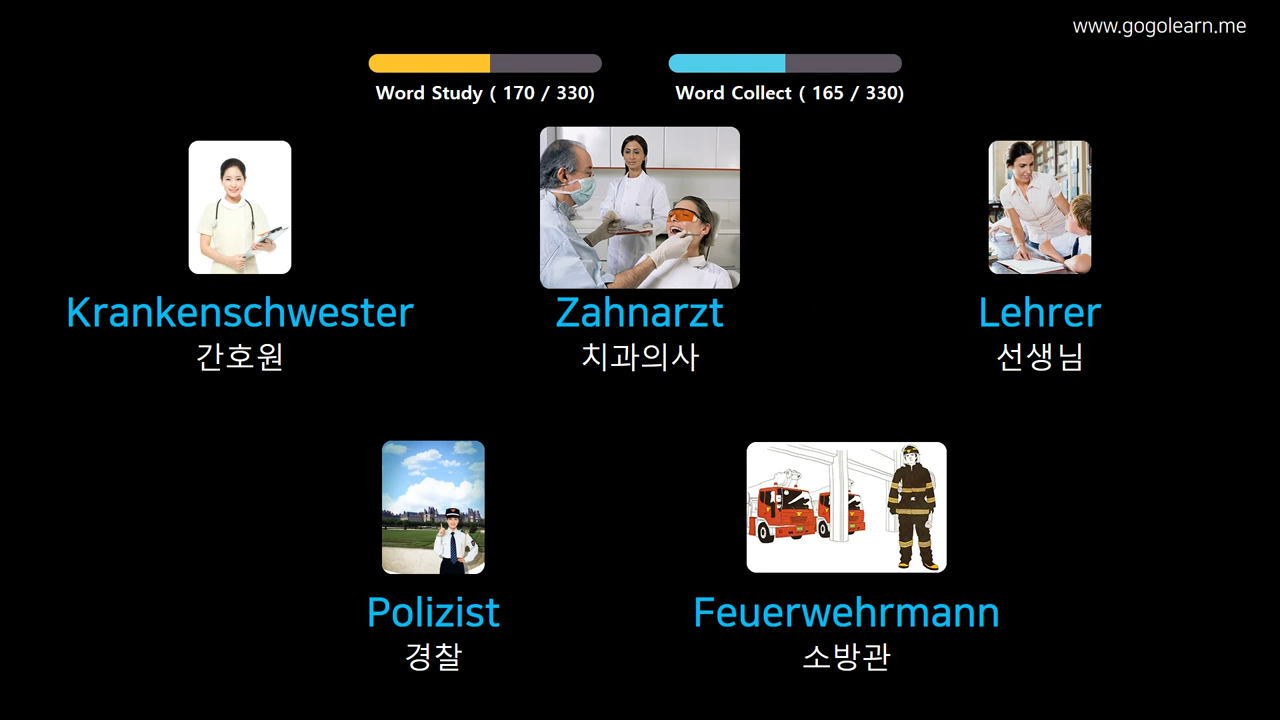 www.gogolearn.me
Word Study ( 170 / 330)
Word Collect ( 165 / 330)
Krankenschwester
간호원
Zahnarzt
치과의사
Lehrer
선생님
Polizist
경찰
Feuerwehrmann
소방관